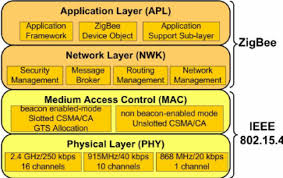 Application Layer (APL)
Application
Framework
ZigBee
Device Object
Application
Support Sub-layer
Network Layer (NWK)
Security
Management
Message
Broker
Routing
Management
Network
Management
ZigBee
Medium Access Control (MAC)
beacon enabled-mode
Slotted CSMA/CA
GTS Allocation
non beacon enabled-mode
Unslotted CSMA/CA
Physical Layer (PHY)
2.4 GHz/250 kbps
16 channels
915MHz/40 kbps
10 channels
868 MHz/20 kbps
1 channel
IEEE
802.15.4